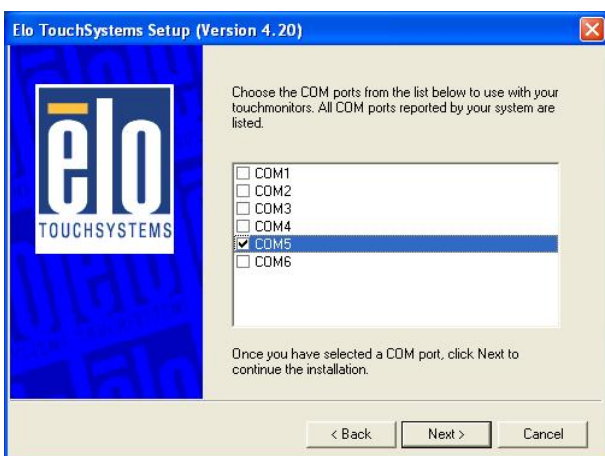 Elo TouchSystems Setup (Version 4.20)
elo
TOUCHSYSTEMS
Choose the COM ports from the list below to use with your
touchmonitors. All COM ports reported by your system are
listed.
COM1
COM2
COM3
COM4
COM5
COM6
Once you have selected a COM port, click Next to
continue the installation.
< Back
Next >
Cancel